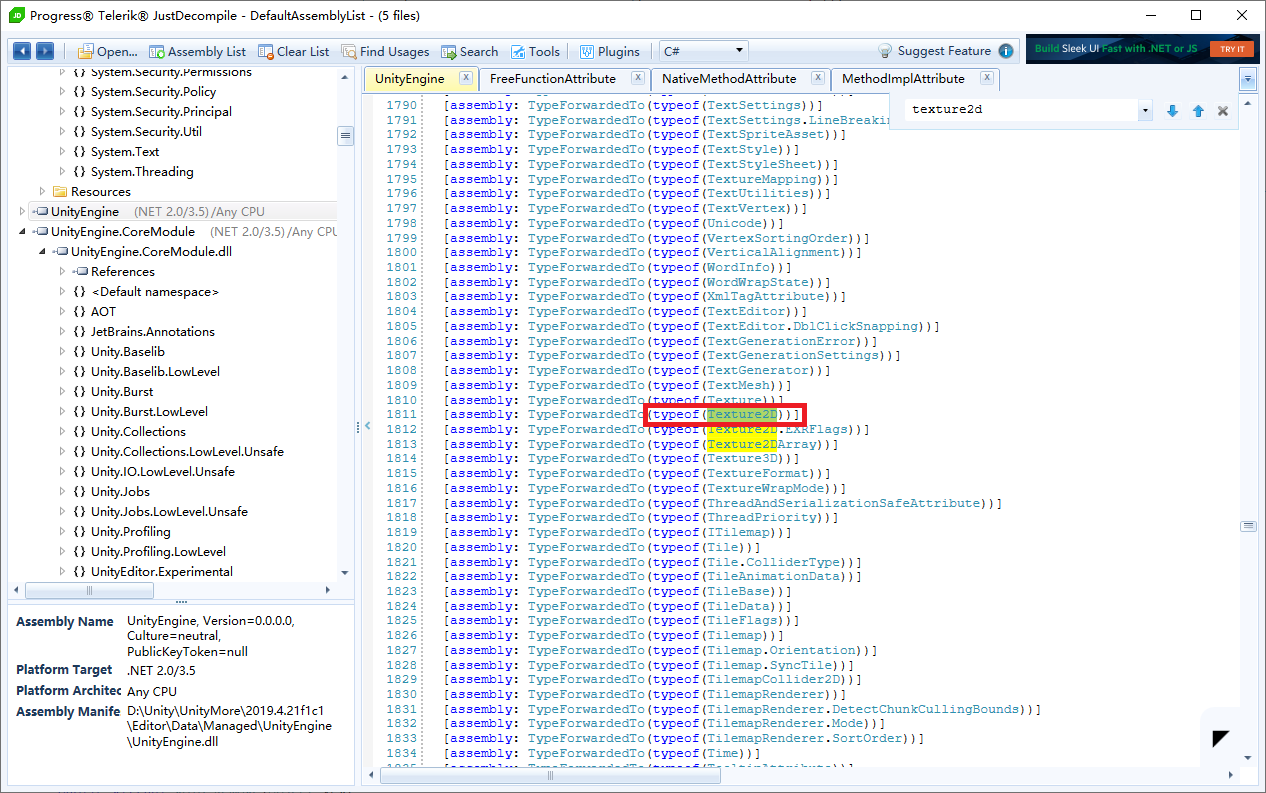 Progress® Telerik® JustDecompile - DefaultAssemblyList - (5 files)
Open... Assembly List Clear List Find Usages Search Tools Plugins C# Suggest Feature
Build Sleek UI Fast with .NET or JS TRY IT
{} System.Security.Permissions
{} System.Security.Policy
{} System.Security.Principal
{} System.Security.Util
{} System.Text
{} System.Threading
Resources
UnityEngine (NET 2.0/3.5)/Any CPU
UnityEngine.CoreModule (NET 2.0/3.5)/Any CPU
UnityEngine.CoreModule.dll
References
{} <Default namespace>
{} AOT
{} JetBrains.Annotations
{} Unity.Baselib
{} Unity.Baselib.LowLevel
{} Unity.Burst
{} Unity.Burst.LowLevel
{} Unity.Collections
{} Unity.Collections.LowLevel.Unsafe
{} Unity.IO.LowLevel.Unsafe
{} Unity.Jobs
{} Unity.Jobs.LowLevel.Unsafe
{} Unity.Profiling
{} Unity.Profiling.LowLevel
{} UnityEditor.Experimental
Assembly Name UnityEngine, Version=0.0.0.0,
Culture=neutral,
PublicKeyToken=null
Platform Target .NET 2.0/3.5
Platform Architec Any CPU
Assembly Manife D:\Unity\UnityMore\2019.4.21f1c1
\Editor\Data\Managed\UnityEngine
\UnityEngine.dll
UnityEngine FreeFunctionAttribute NativeMethodAttribute MethodImplAttribute
texture2d
1790 [assembly: TypeForwardedTo(typeof(TextSettings))]
1791 [assembly: TypeForwardedTo(typeof(TextSettings.LineBreakin
1792 [assembly: TypeForwardedTo(typeof(TextSpriteAsset))]
1793 [assembly: TypeForwardedTo(typeof(TextStyle))]
1794 [assembly: TypeForwardedTo(typeof(TextStyleSheet))]
1795 [assembly: TypeForwardedTo(typeof(TextureMapping))]
1796 [assembly: TypeForwardedTo(typeof(TextUtilities))]
1797 [assembly: TypeForwardedTo(typeof(TextVertex))]
1798 [assembly: TypeForwardedTo(typeof(Unicode))]
1799 [assembly: TypeForwardedTo(typeof(VertexSortingOrder))]
1800 [assembly: TypeForwardedTo(typeof(VerticalAlignment))]
1801 [assembly: TypeForwardedTo(typeof(WordInfo))]
1802 [assembly: TypeForwardedTo(typeof(WordWrapState))]
1803 [assembly: TypeForwardedTo(typeof(XmlTagAttribute))]
1804 [assembly: TypeForwardedTo(typeof(TextEditor))]
1805 [assembly: TypeForwardedTo(typeof(TextEditor.DblClickSnapping))]
1806 [assembly: TypeForwardedTo(typeof(TextGenerationError))]
1807 [assembly: TypeForwardedTo(typeof(TextGenerationSettings))]
1808 [assembly: TypeForwardedTo(typeof(TextGenerator))]
1809 [assembly: TypeForwardedTo(typeof(TextMesh))]
1810 [assembly: TypeForwardedTo(typeof(Texture))]
1811 [assembly: TypeForwardedTo(typeof(Texture2D))]
1812 [assembly: TypeForwardedTo(typeof(Texture2D.EXRFlags))]
1813 [assembly: TypeForwardedTo(typeof(Texture2DArray))]
1814 [assembly: TypeForwardedTo(typeof(Texture3D))]
1815 [assembly: TypeForwardedTo(typeof(TextureFormat))]
1816 [assembly: TypeForwardedTo(typeof(TextureWrapMode))]
1817 [assembly: TypeForwardedTo(typeof(ThreadAndSerializationSafeAttribute))]
1818 [assembly: TypeForwardedTo(typeof(ThreadPriority))]
1819 [assembly: TypeForwardedTo(typeof(ITilemap))]
1820 [assembly: TypeForwardedTo(typeof(Tile))]
1821 [assembly: TypeForwardedTo(typeof(Tile.ColliderType))]
1822 [assembly: TypeForwardedTo(typeof(TileAnimationData))]
1823 [assembly: TypeForwardedTo(typeof(TileBase))]
1824 [assembly: TypeForwardedTo(typeof(TileData))]
1825 [assembly: TypeForwardedTo(typeof(TileFlags))]
1826 [assembly: TypeForwardedTo(typeof(Tilemap))]
1827 [assembly: TypeForwardedTo(typeof(Tilemap.Orientation))]
1828 [assembly: TypeForwardedTo(typeof(Tilemap.SyncTile))]
1829 [assembly: TypeForwardedTo(typeof(TilemapCollider2D))]
1830 [assembly: TypeForwardedTo(typeof(TilemapRenderer))]
1831 [assembly: TypeForwardedTo(typeof(TilemapRenderer.DetectChunkCullingBounds))]
1832 [assembly: TypeForwardedTo(typeof(TilemapRenderer.Mode))]
1833 [assembly: TypeForwardedTo(typeof(TilemapRenderer.SortOrder))]
1834 [assembly: TypeForwardedTo(typeof(Time))]